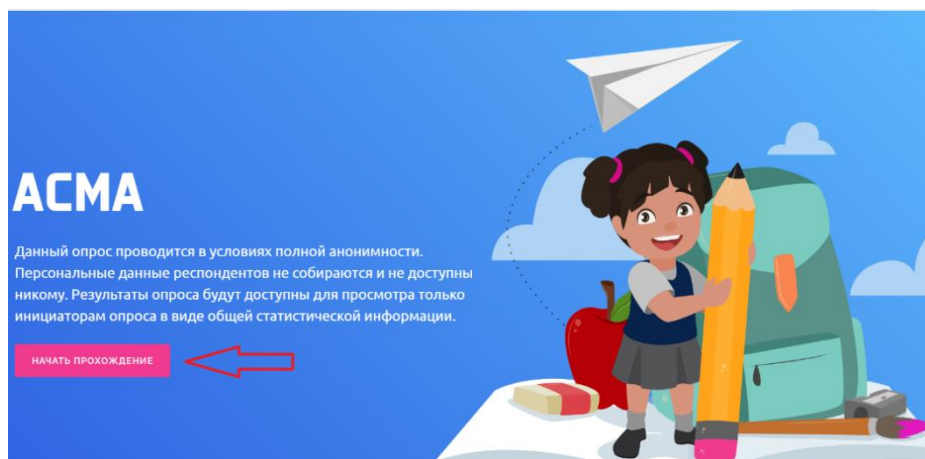 АСМА
Данный опрос проводится в условиях полной анонимности.
Персональные данные респондентов не собираются и не доступны
никому. Результаты опроса будут доступны для просмотра только
инициаторам опроса в виде общей статистической информации.
НАЧАТЬ ПРОХОЖДЕНИЕ